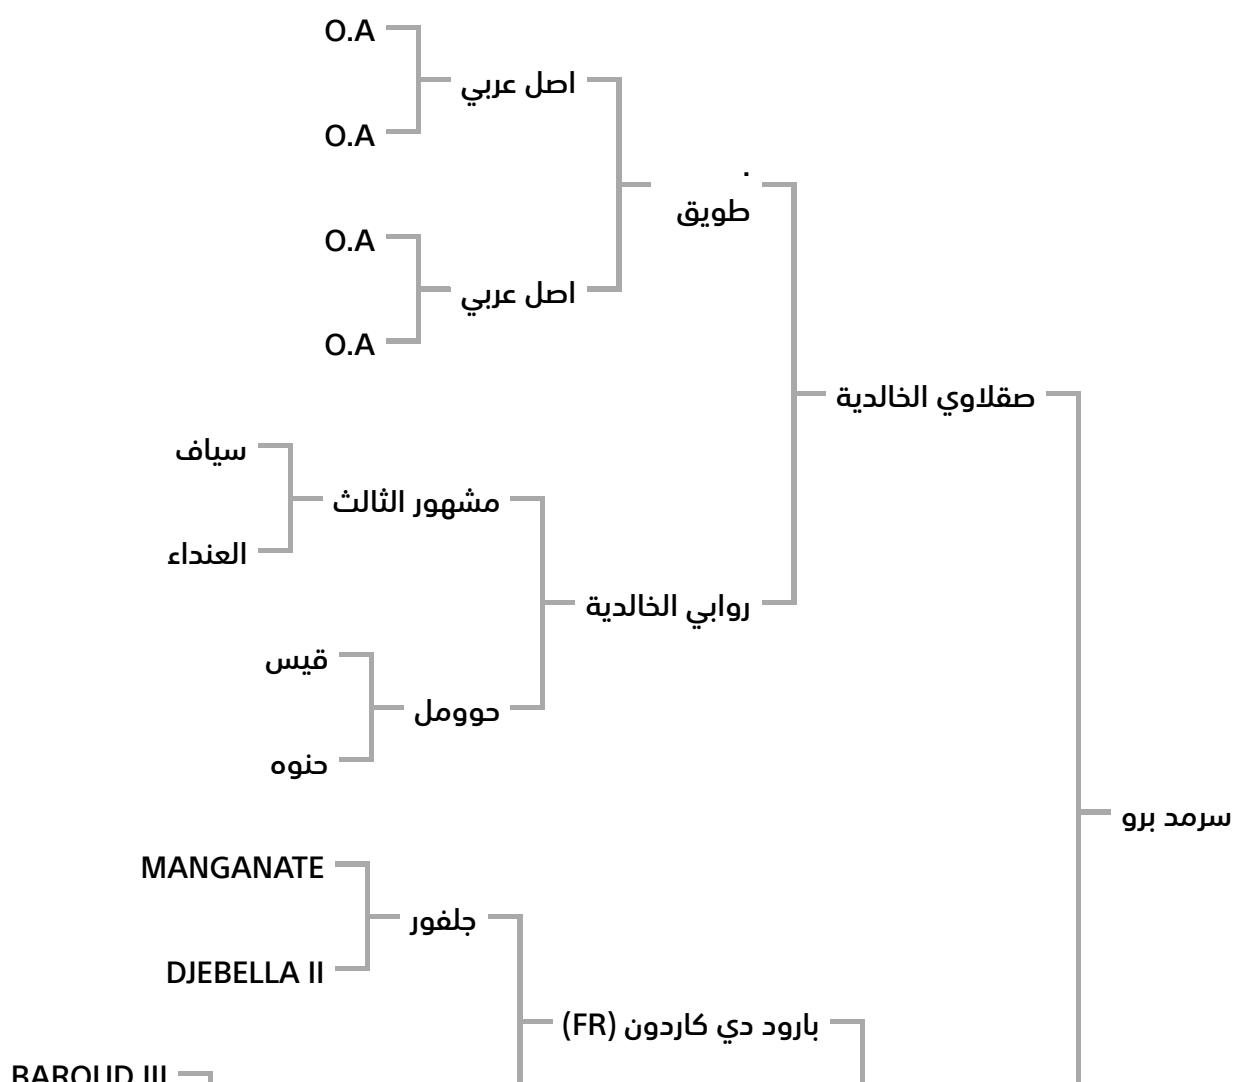 O.A
اصل عربي
O.A
.
طويق
O.A
اصل عربي
O.A
صقلاوي الخالدية
سياف
مشهور الثالث
العنداء
روابي الخالدية
قيس
حوومل
حنوه
سرمد برو
MANGANATE
جلفور
DJEBELLA II
بارود دي كاردون (FR)
BAROUD III